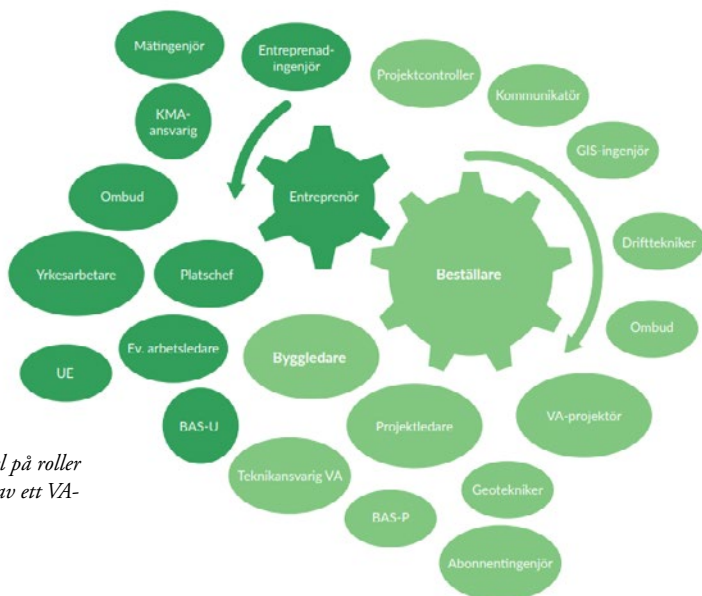 Mätingenjör
Entreprenad-
ingenjör
Projektcontroller
Kommunikatör
KMA-
ansvarig
GIS-ingenjör
Ombud
Entreprenör
Drifttekniker
Yrkesarbetare
Platschef
Beställare
Ombud
Ev. arbetsledare
Byggledare
UE
VA-projektör
BAS-U
Projektledare
l på roller
av ett VA-
Teknikansvarig VA
Geotekniker
BAS-P
Abonnentingenjör